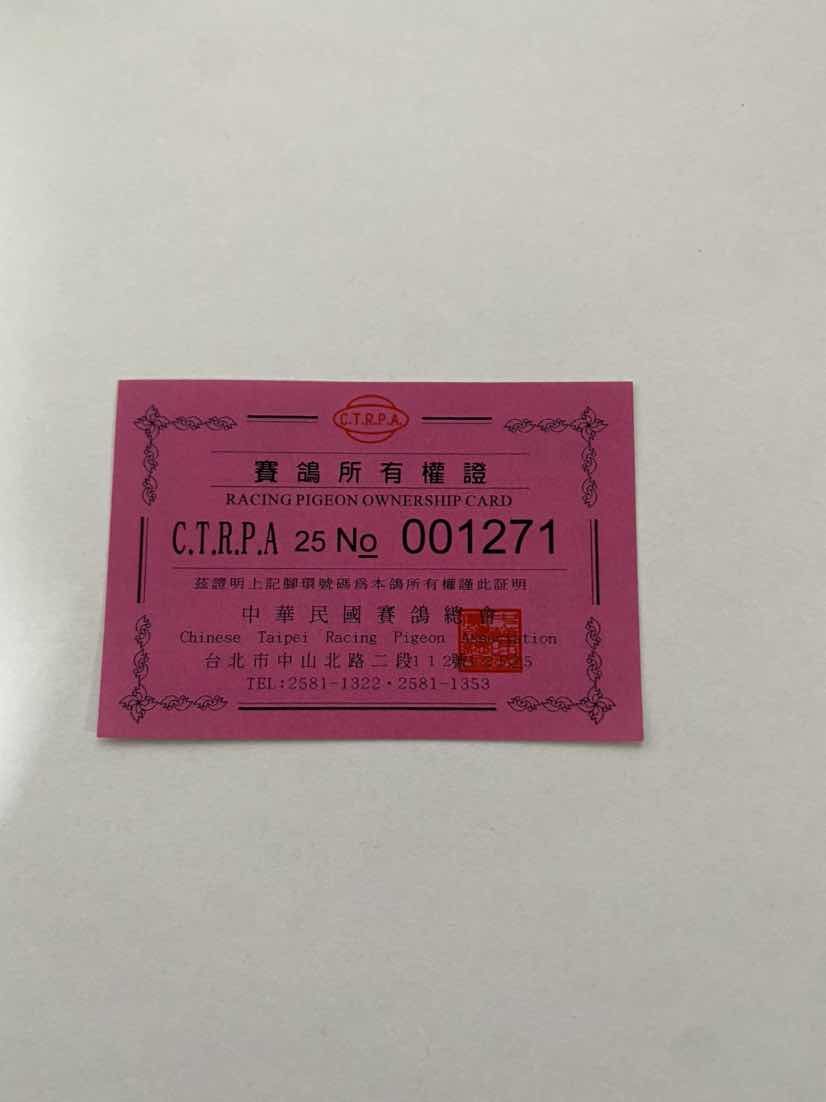 C.T.R.P.A.
賽鴿所有權證
RACING PIGEON OWNERSHIP CARD
C.T.R.P.A 25 No 001271
茲證明上記腳環號碼為本鴿所有權謹此証明
中華民國賽鴿總會
Chinese Taipei Racing Pigeon Association
台北市中山北路二段112號
TEL:2581-1322・2581-1353